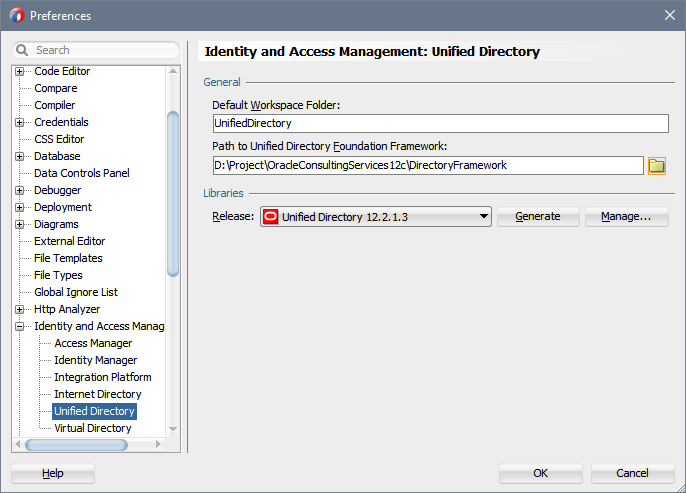 Preferences
Search
Identity and Access Management: Unified Directory
Code Editor
Compare
Compiler
Credentials
CSS Editor
Database
Data Controls Panel
Debugger
Deployment
Diagrams
External Editor
File Templates
File Types
Global Ignore List
Http Analyzer
Identity and Access Manag
Access Manager
Identity Manager
Integration Platform
Internet Directory
Unified Directory
Virtual Directory
General
Default Workspace Folder:
UnifiedDirectory
Path to Unified Directory Foundation Framework:
D:\Project\OracleConsultingServices12c\DirectoryFramework
Libraries
Release: Unified Directory 12.2.1.3 Generate Manage...
Help OK Cancel